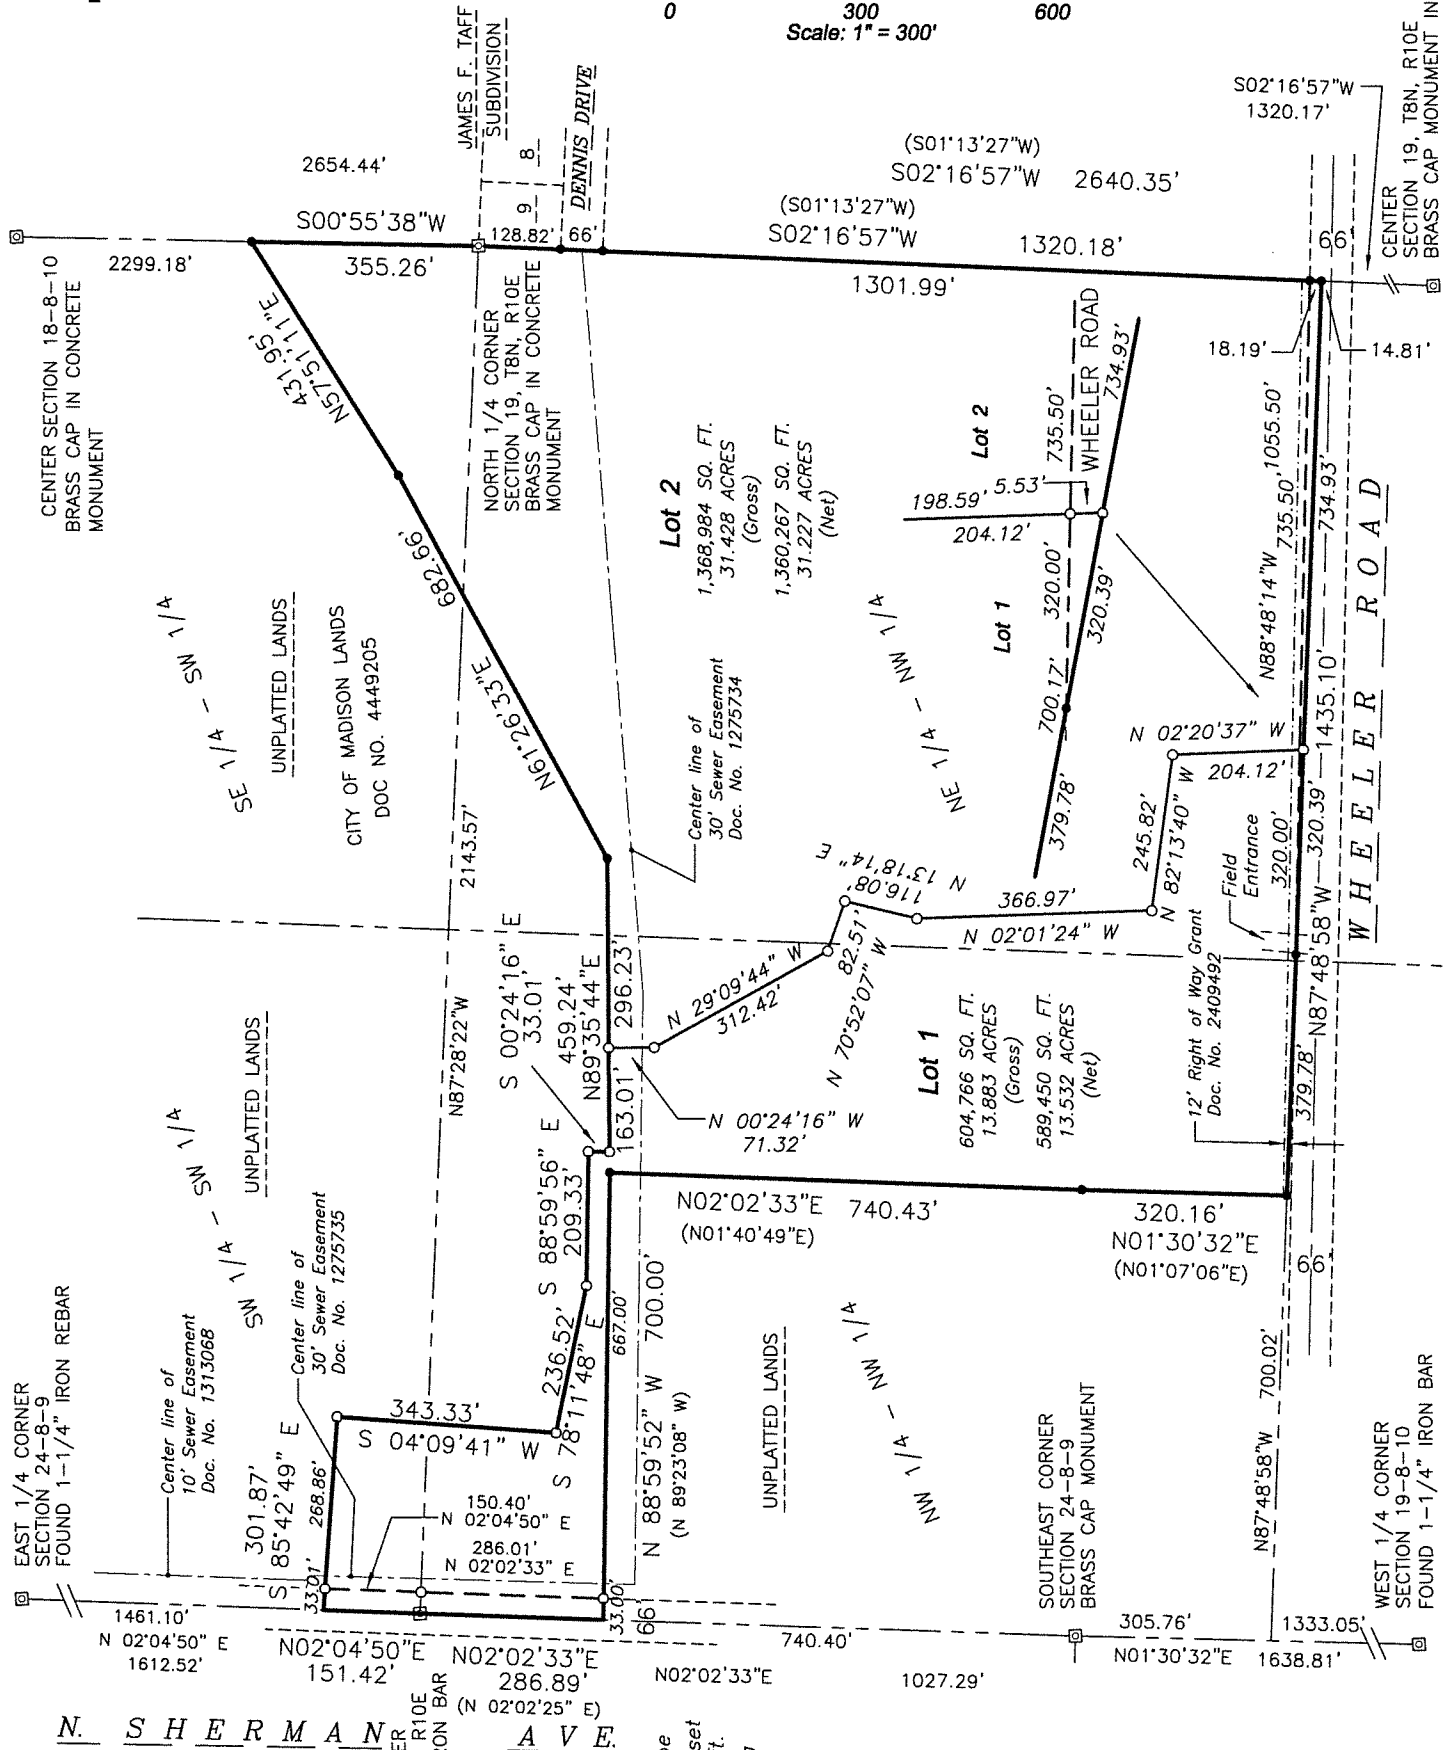 0 300 600
Scale: 1" = 300'
JAMES F. TAFF
SUBDIVISION
8
9
DENNIS DRIVE
S02°16'57"W
1320.17'
CENTER
SECTION 19, T8N, R10E
BRASS CAP MONUMENT IN
2654.44'
(S01°13'27"W)
S02°16'57"W 2640.35'
S00°55'38"W
128.82'
66'
(S01°13'27"W)
S02°16'57"W
1320.18'
66'
2299.18'
355.26'
1301.99'
CENTER SECTION 18-8-10
BRASS CAP IN CONCRETE
MONUMENT
431.95'
N57°51'11"E
NORTH 1/4 CORNER
SECTION 19, T8N, R10E
BRASS CAP IN CONCRETE
MONUMENT
18.19'
14.81'
WHEELER ROAD
734.93'
735.50'
Lot 2
198.59'
5.53'
204.12'
Lot 1
320.00'
320.39'
700.17'
379.78'
Lot 2
1,368,984 SQ. FT.
31.428 ACRES
(Gross)
1,360,267 SQ. FT.
31.227 ACRES
(Net)
735.50'
1055.50'
734.93'
N88°48'14"W
682.66'
N61°26'33"E
SE 1/4 - SW 1/4
UNPLATTED LANDS
CITY OF MADISON LANDS
DOC NO. 4449205
2143.57'
Center line of
30' Sewer Easement
Doc. No. 1275734
NE 1/4 - NW 1/4
N 02°20'37" W
204.12'
245.82'
N 82°13'40" W
N 13°18'14" E
116.08'
366.97'
N 02°01'24" W
Field
Entrance
320.00'
320.39'
1435.10'
N87°48'58"W
WHEELER ROAD
82.51'
N 70°52'07" W
N 29°09'44" W
312.42'
S 00°24'16" E
33.01'
459.24'
N89°35'44"E
296.23'
163.01'
N 00°24'16" W
71.32'
N87°28'22"W
UNPLATTED LANDS
SW 1/4 - SW 1/4
Lot 1
604,766 SQ. FT.
13.883 ACRES
(Gross)
589,450 SQ. FT.
13.532 ACRES
(Net)
12' Right of Way Grant
Doc. No. 2409492
379.78'
S 88°59'56" E
209.33'
N02°02'33"E 740.43'
(N01°40'49"E)
320.16'
N01°30'32"E
(N01°07'06"E)
66'
Center line of
30' Sewer Easement
Doc. No. 1275735
Center line of
10' Sewer Easement
Doc. No. 1313068
236.52'
S 78°11'48" E
667.00'
N 88°59'52" W 700.00'
(N 89°23'08" W)
UNPLATTED LANDS
NW 1/4 - NW 1/4
EAST 1/4 CORNER
SECTION 24-8-9
FOUND 1-1/4" IRON REBAR
343.33'
S 04°09'41" W
301.87'
S 85°42'49" E
268.86'
33.01'
150.40'
N 02°04'50" E
286.01'
N 02°02'33" E
33.00'
66'
SOUTHEAST CORNER
SECTION 24-8-9
BRASS CAP MONUMENT
N87°48'58"W 700.02'
WEST 1/4 CORNER
SECTION 19-8-10
FOUND 1-1/4" IRON BAR
1461.10'
N 02°04'50" E
1612.52'
N02°04'50"E
151.42'
N02°02'33"E
286.89'
(N 02°02'25" E)
740.40'
N02°02'33"E
1027.29'
305.76'
N01°30'32"E
1333.05'
1638.81'
N. SHERMAN AVE.
R10E